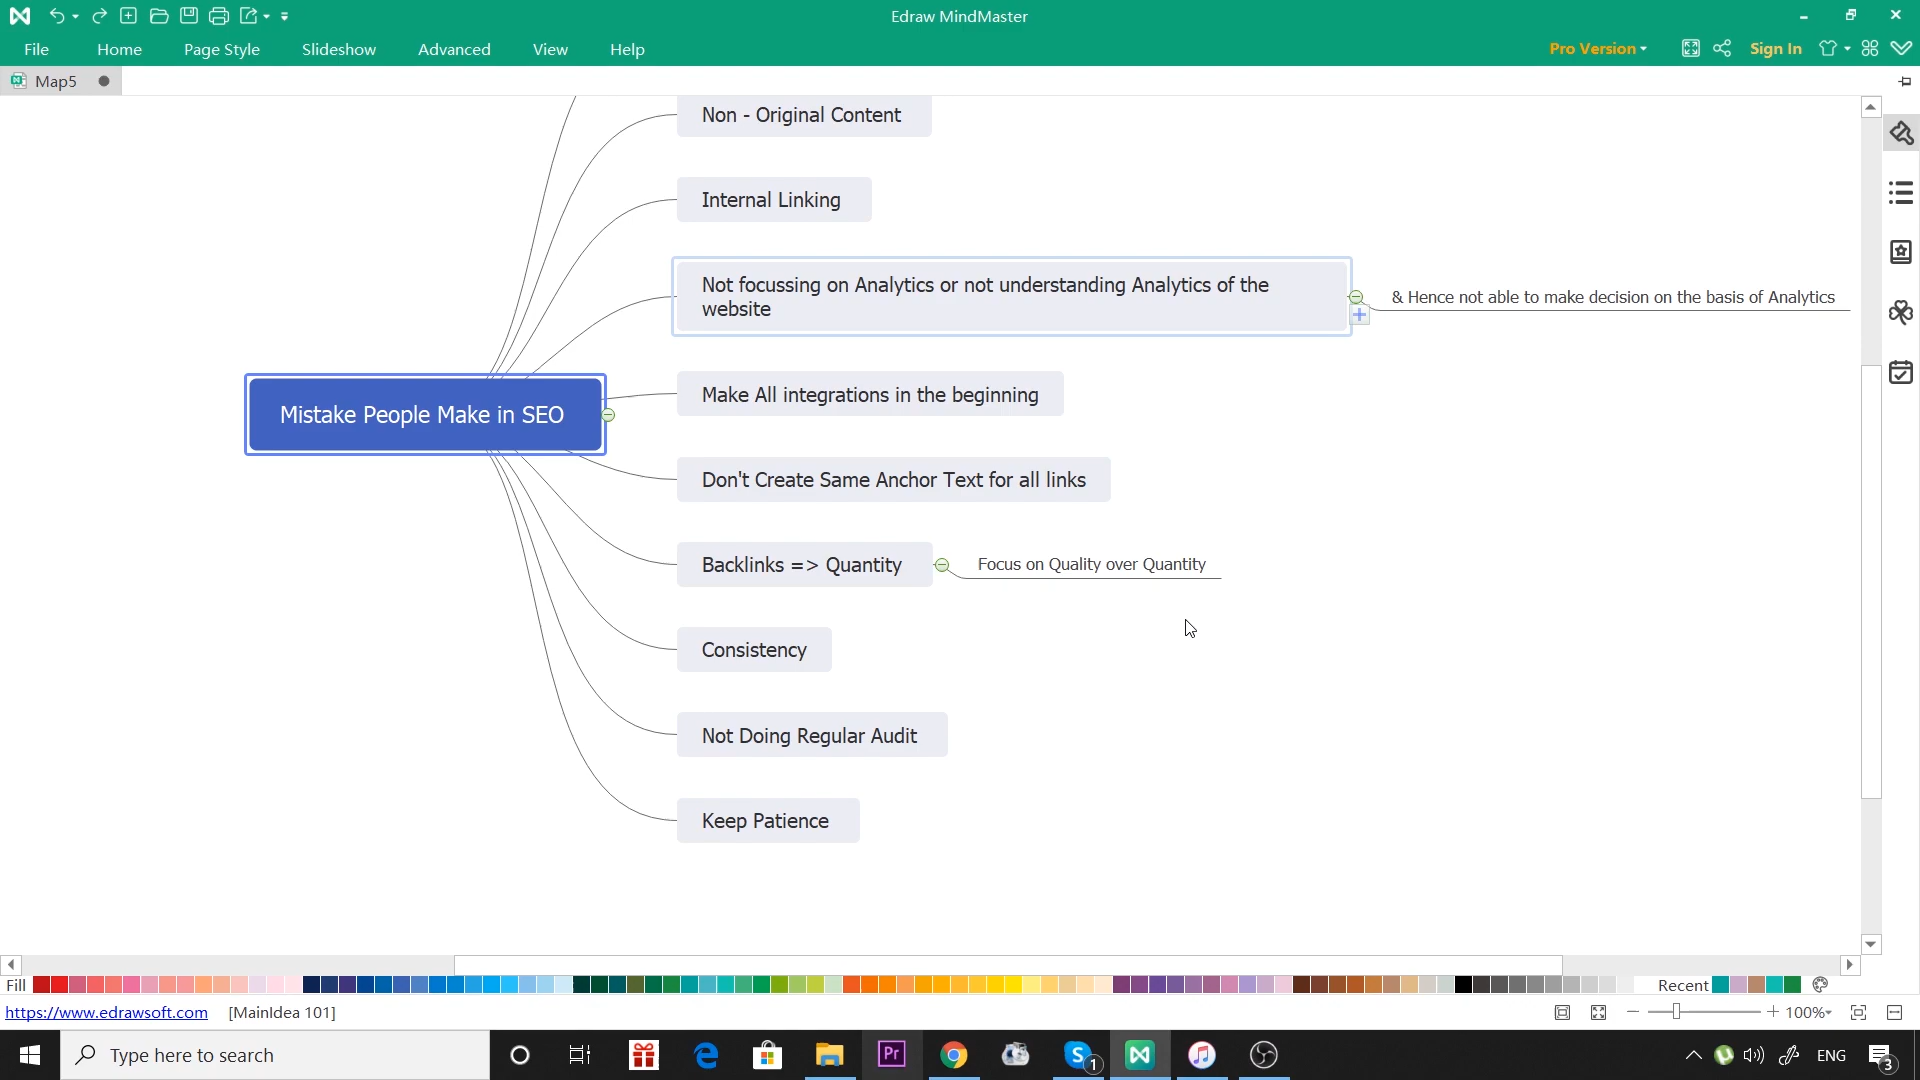 Edraw MindMaster
File Home Page Style Slideshow Advanced View Help Pro Version Sign In
Map5
Non - Original Content
Internal Linking
Not focussing on Analytics or not understanding Analytics of the
website
& Hence not able to make decision on the basis of Analytics
Make All integrations in the beginning
Mistake People Make in SEO
Don't Create Same Anchor Text for all links
Backlinks => Quantity
Focus on Quality over Quantity
Consistency
Not Doing Regular Audit
Keep Patience
Fill Recent
https://www.edrawsoft.com [MainIdea 101] 100%
Type here to search Pr S 1 ENG 3